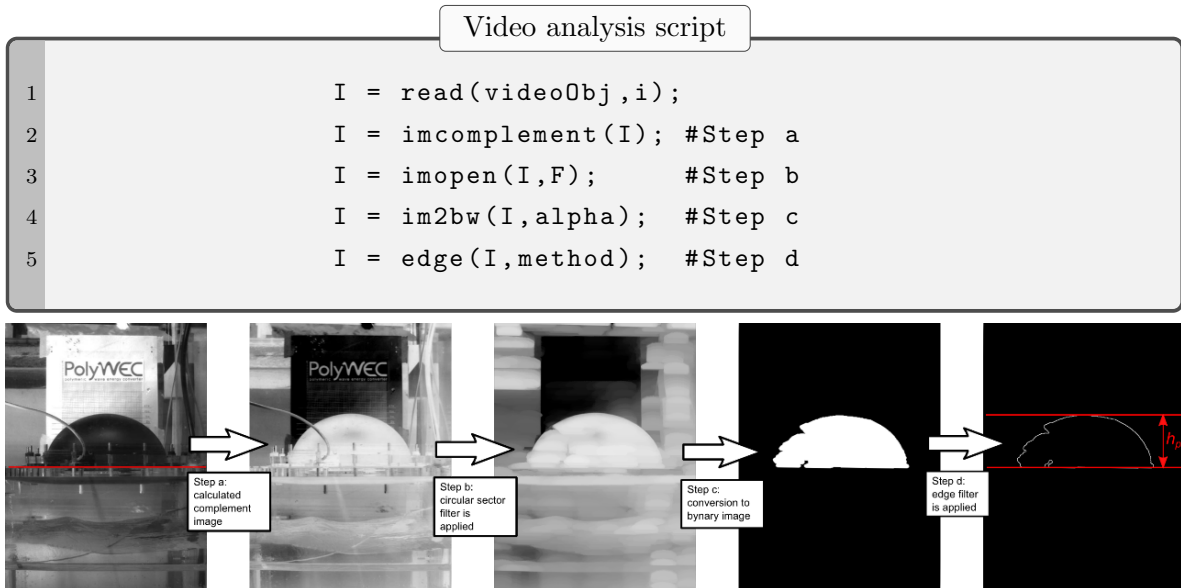 Video analysis script
1 I = read(videoObj,i);
2 I = imcomplement(I); #Step a
3 I = imopen(I,F); #Step b
4 I = im2bw(I,alpha); #Step c
5 I = edge(I,method); #Step d
PolyWEC
PolyWEC
Step a:
calculated
complement
image
Step b:
circular sector
filter is
applied
Step c:
conversion to
bynary image
Step d:
edge filter
is applied